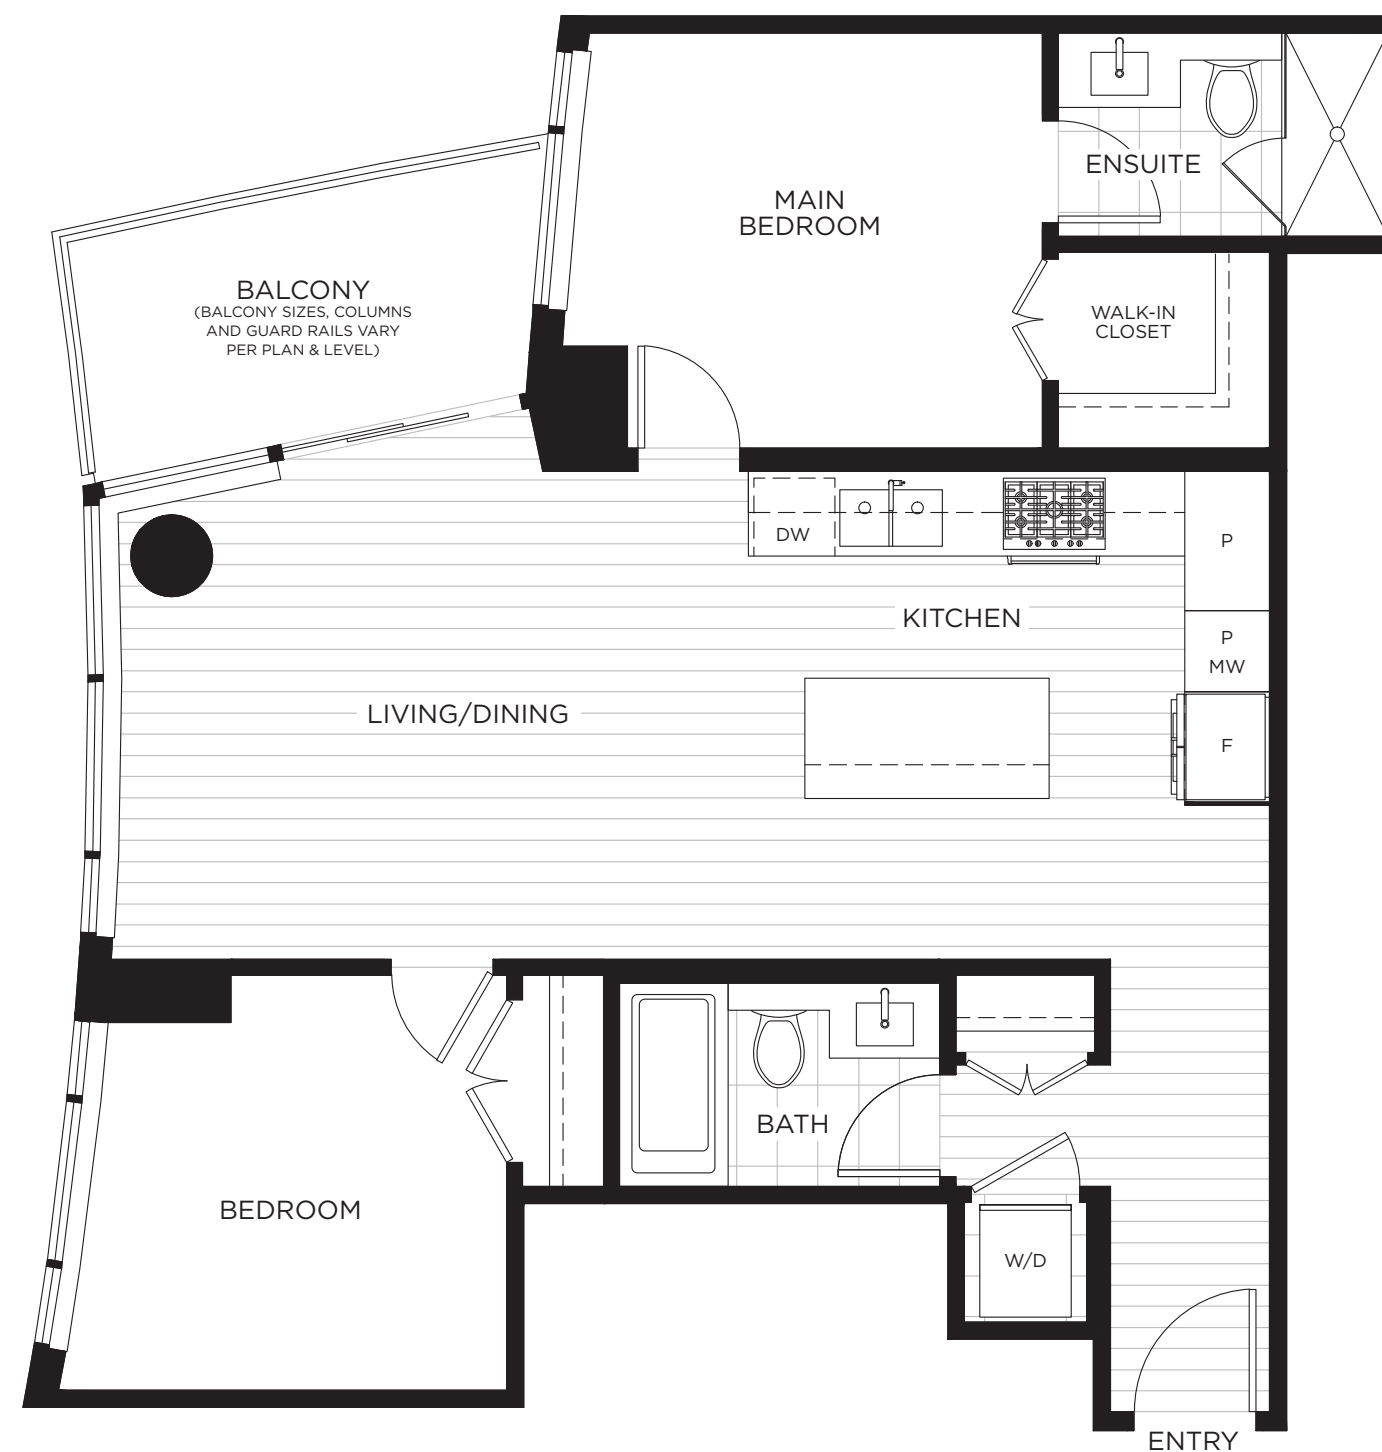 ENSUITE
MAIN
BEDROOM
BALCONY
(BALCONY SIZES, COLUMNS
AND GUARD RAILS VARY
PER PLAN & LEVEL)
WALK-IN
CLOSET
DW
P
KITCHEN
P
MW
LIVING/DINING
F
BATH
BEDROOM
W/D
ENTRY